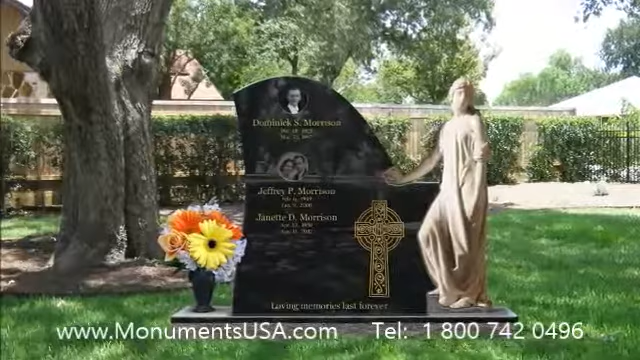 Dominick S. Morrison
Jeffrey P. Morrison
Janette D. Morrison
Loving memories last forever
www.MonumentsUSA.com Tel: 1 800 742 0496